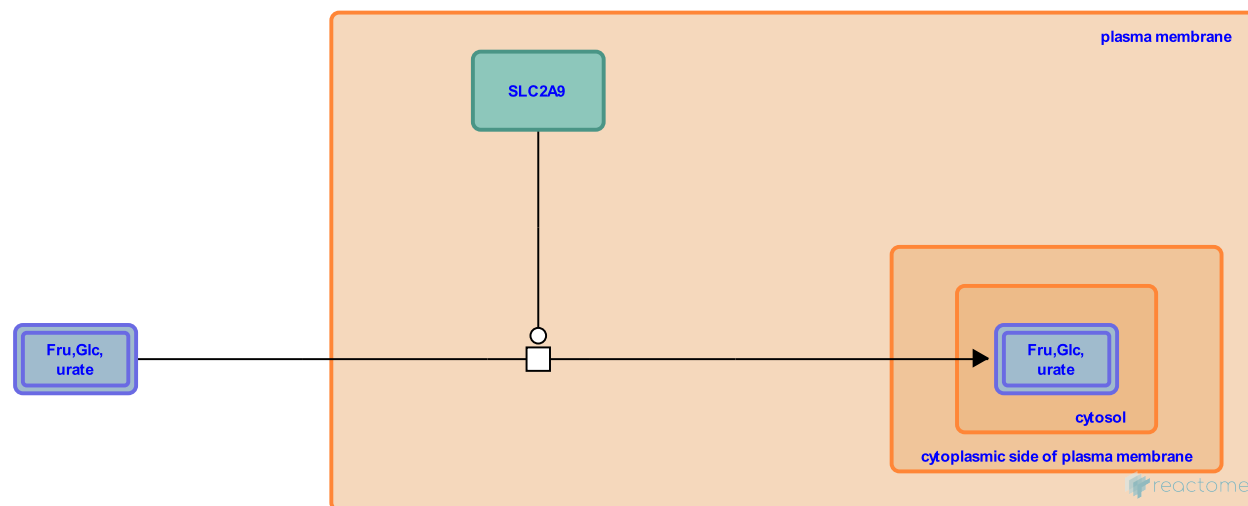 plasma membrane
SLC2A9
Fru,Glc,
urate
Fru,Glc,
urate
cytosol
cytoplasmic side of plasma membrane
reactome